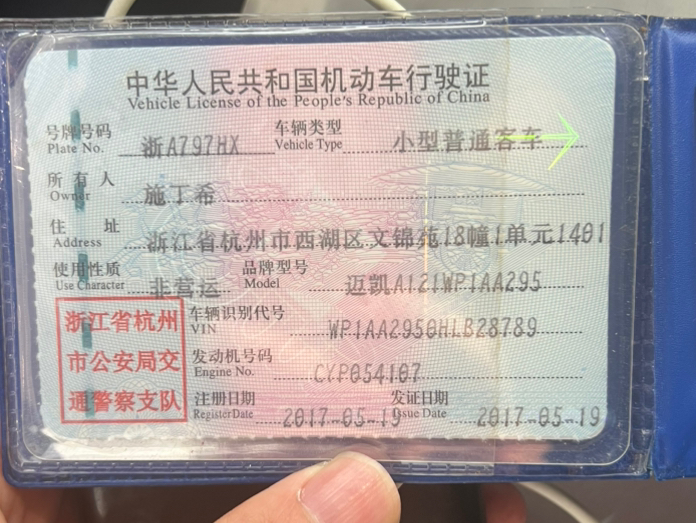 中华人民共和国机动车行驶证
Vehicle License of the People's Republic of China
号牌号码 浙A797HX 车辆类型 小型普通客车
Plate No. Vehicle Type
所有人 施丁希
Owner
住址 浙江省杭州市西湖区文锦苑18幢1单元1401
Address
使用性质 非营运 品牌型号 迈凯A121WP1AA295
Use Character Model
浙江省杭州 车辆识别代号 WP1AA2950HLB28789
VIN
市公安局交 发动机号码 CYP054107
Engine No.
通警察支队 注册日期 2017-05-19 发证日期 2017-05-19
Register Date Issue Date